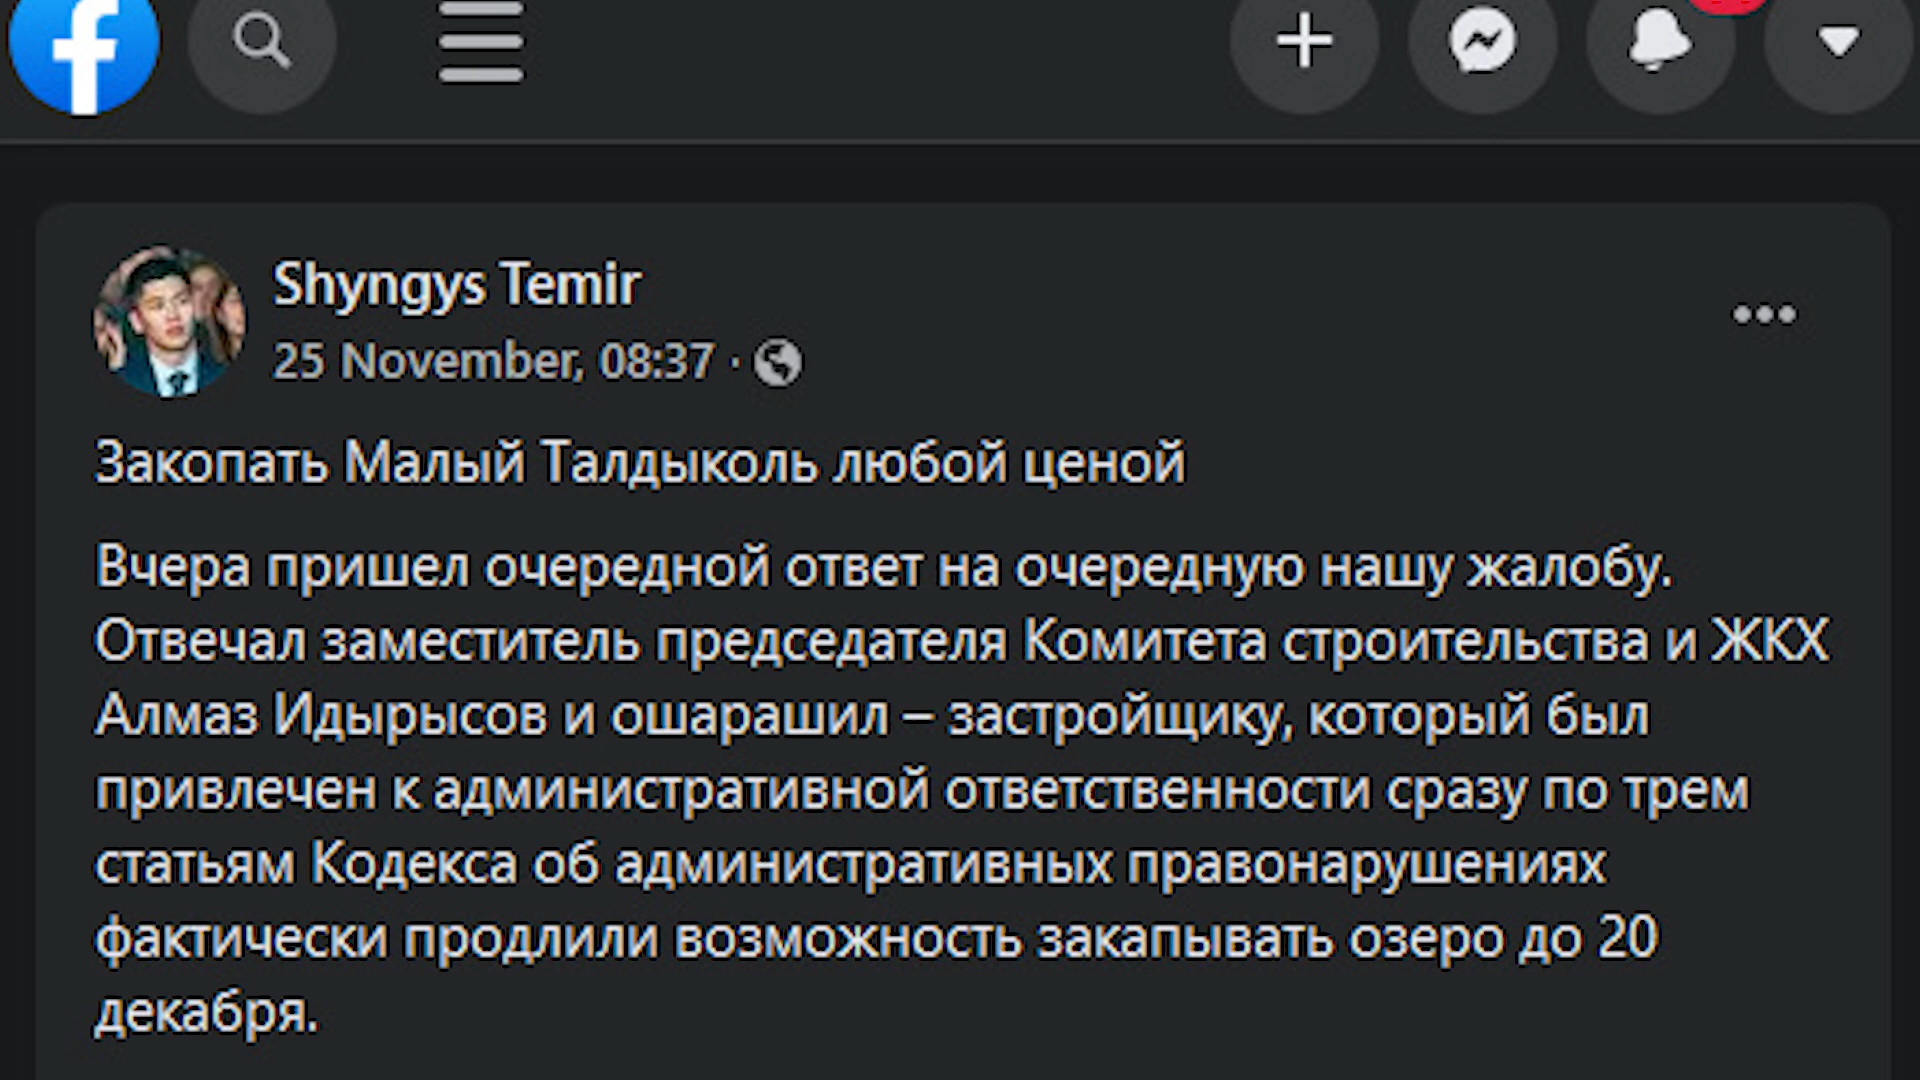 Shyngys Temir
25 November, 08:37 ·
Закопать Малый Талдыколь любой ценой
Вчера пришел очередной ответ на очередную нашу жалобу.
Отвечал заместитель председателя Комитета строительства и ЖКХ
Алмаз Идырысов и ошарашил – застройщику, который был
привлечен к административной ответственности сразу по трем
статьям Кодекса об административных правонарушениях
фактически продлили возможность закапывать озеро до 20
декабря.